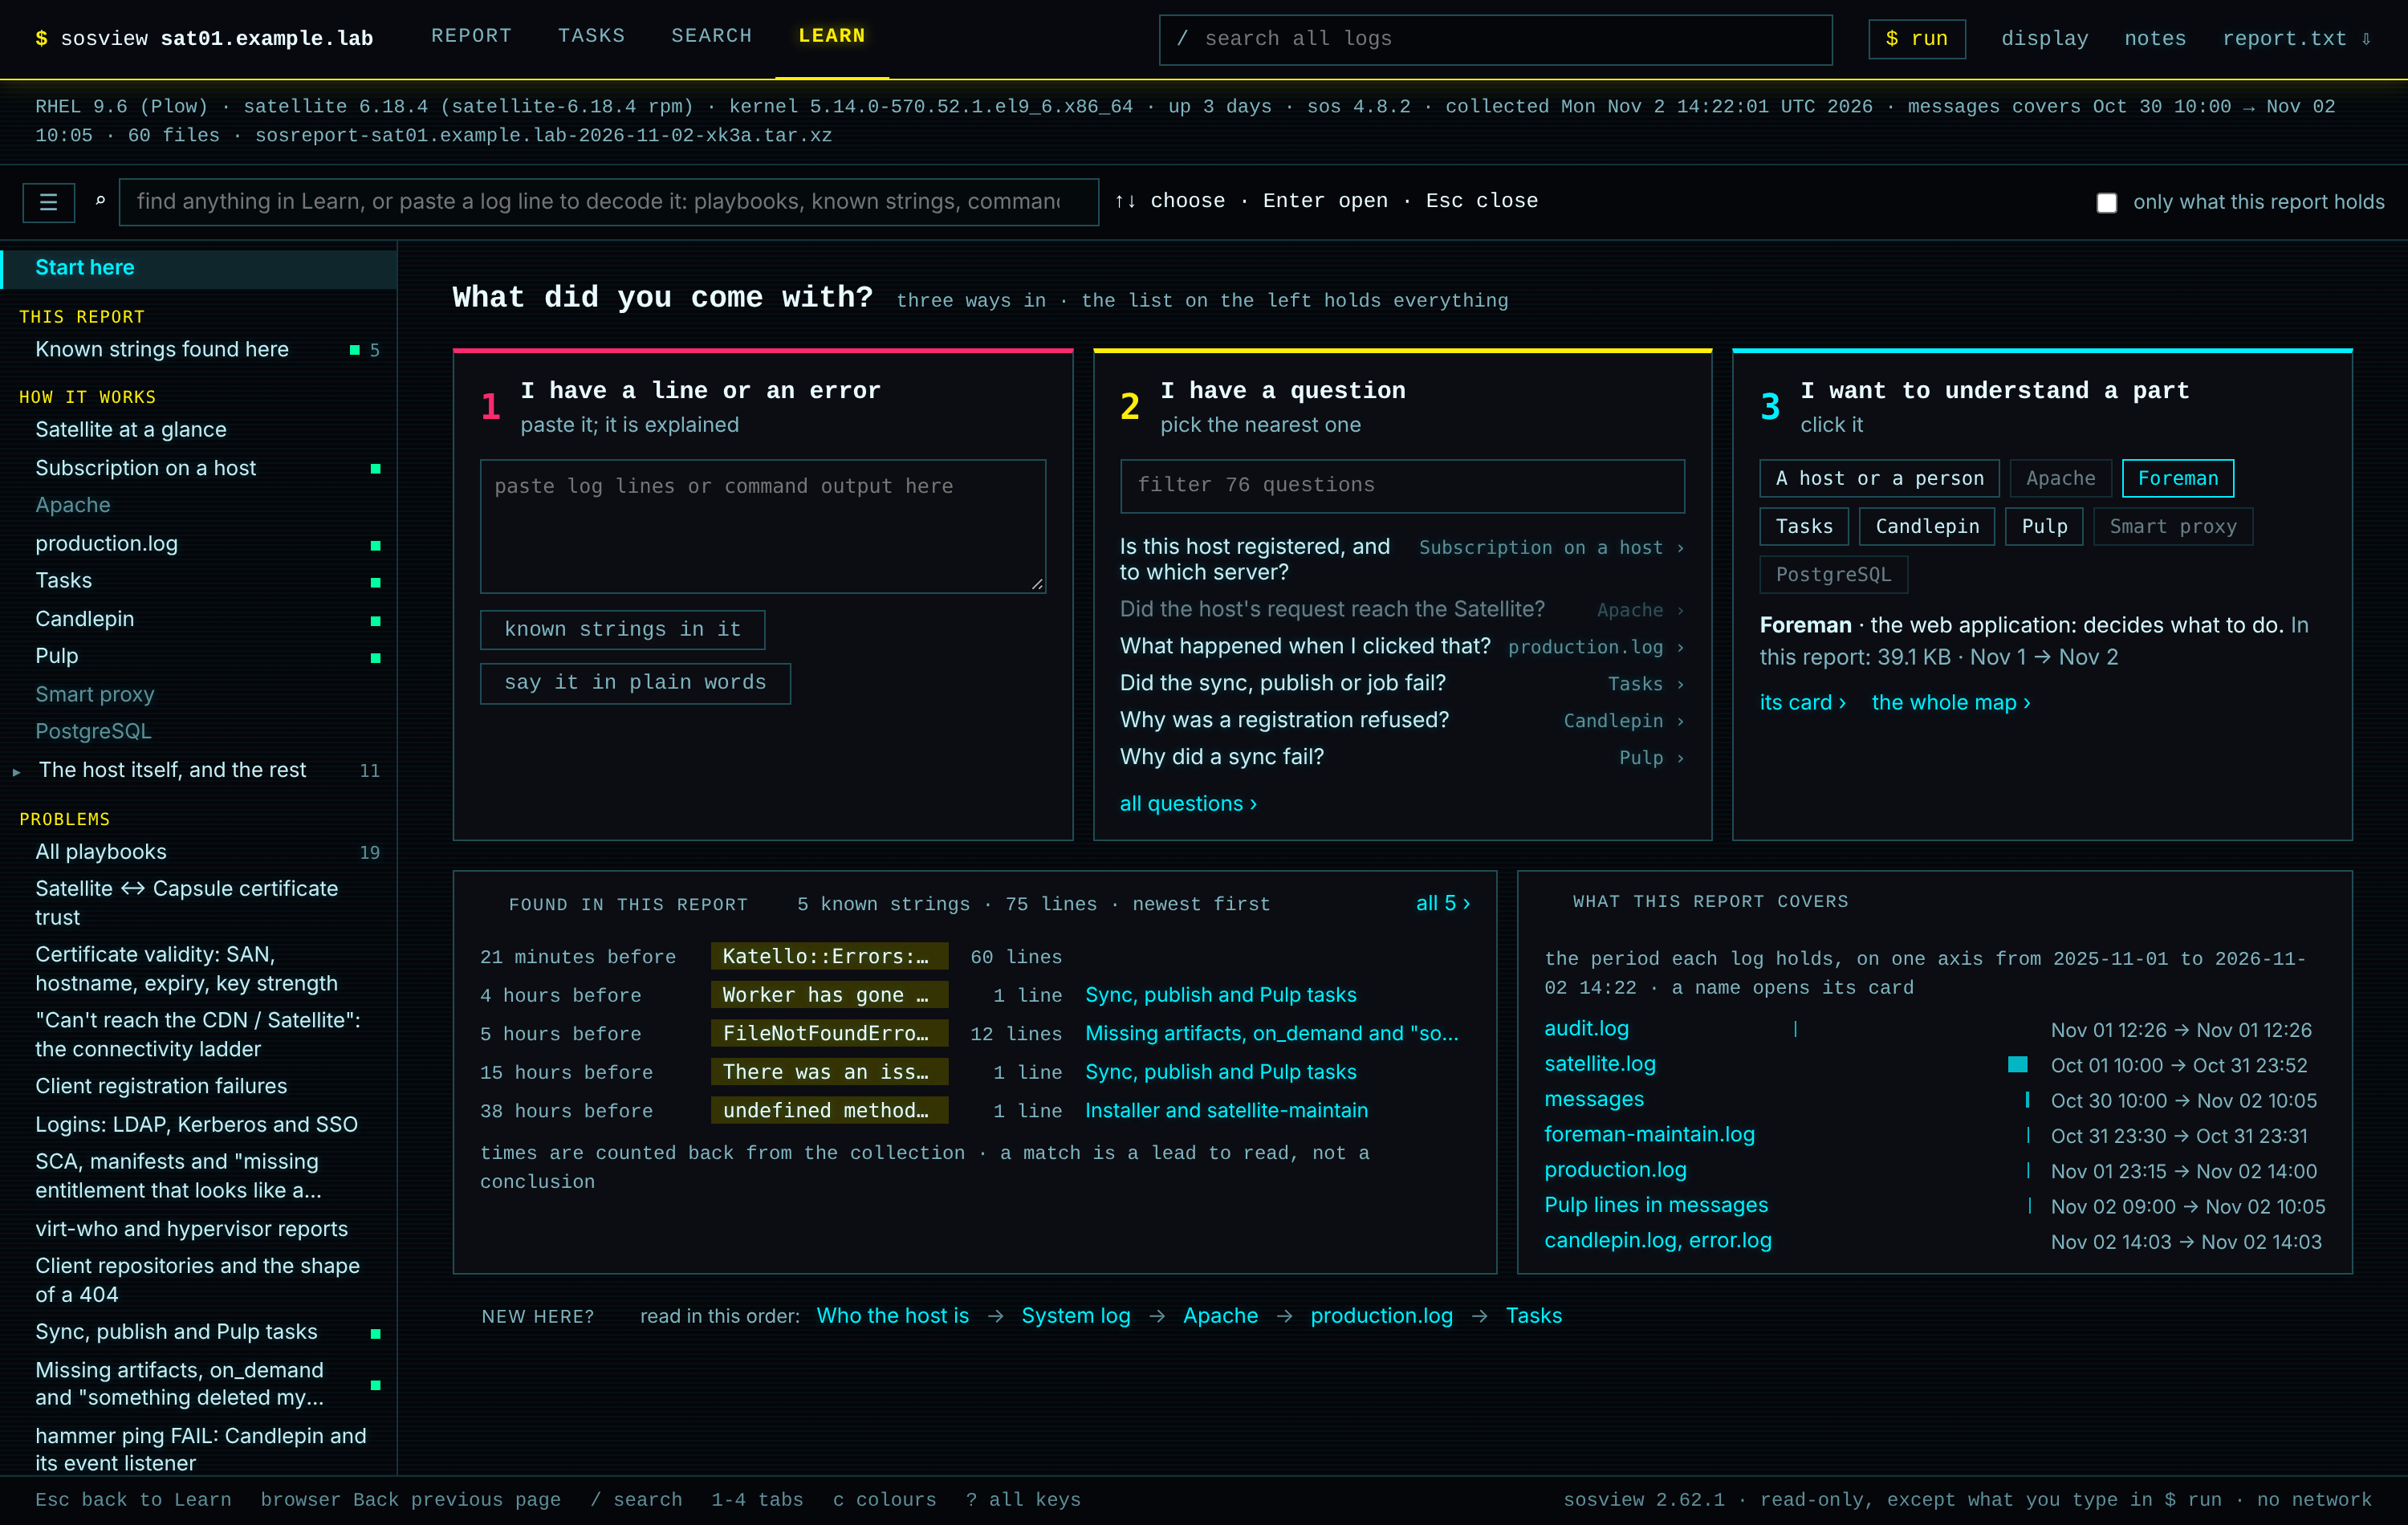 $ sosview sat01.example.lab REPORT TASKS SEARCH LEARN / search all logs $ run display notes report.txt ⇩
RHEL 9.6 (Plow) · satellite 6.18.4 (satellite-6.18.4 rpm) · kernel 5.14.0-570.52.1.el9_6.x86_64 · up 3 days · sos 4.8.2 · collected Mon Nov 2 14:22:01 UTC 2026 · messages covers Oct 30 10:00 → Nov 02
10:05 · 60 files · sosreport-sat01.example.lab-2026-11-02-xk3a.tar.xz
☰ find anything in Learn, or paste a log line to decode it: playbooks, known strings, ↑↓ choose · Enter open · Esc close only what this report holds
Start here
THIS REPORT
Known strings found here 5
HOW IT WORKS
Satellite at a glance
Subscription on a host
Apache
production.log
Tasks
Candlepin
Pulp
Smart proxy
PostgreSQL
▸ The host itself, and the rest 11
PROBLEMS
All playbooks 19
Satellite ↔ Capsule certificate
trust
Certificate validity: SAN,
hostname, expiry, key strength
"Can't reach the CDN / Satellite":
the connectivity ladder
Client registration failures
Logins: LDAP, Kerberos and SSO
SCA, manifests and "missing
entitlement that looks like a…
virt-who and hypervisor reports
Client repositories and the shape
of a 404
Sync, publish and Pulp tasks
Missing artifacts, on_demand
and "something deleted my…
hammer ping FAIL: Candlepin and
its event listener
What did you come with? three ways in · the list on the left holds everything
1 I have a line or an error
paste it; it is explained
paste log lines or command output here
known strings in it
say it in plain words
2 I have a question
pick the nearest one
filter 76 questions
Is this host registered, and Subscription on a host ›
to which server?
Did the host's request reach the Satellite? Apache ›
What happened when I clicked that? production.log ›
Did the sync, publish or job fail? Tasks ›
Why was a registration refused? Candlepin ›
Why did a sync fail? Pulp ›
all questions ›
3 I want to understand a part
click it
A host or a person Apache Foreman
Tasks Candlepin Pulp Smart proxy
PostgreSQL
Foreman · the web application: decides what to do. In
this report: 39.1 KB · Nov 1 → Nov 2
its card › the whole map ›
FOUND IN THIS REPORT 5 known strings · 75 lines · newest first all 5 ›
21 minutes before Katello::Errors:… 60 lines
4 hours before Worker has gone … 1 line Sync, publish and Pulp tasks
5 hours before FileNotFoundErro… 12 lines Missing artifacts, on_demand and "so…
15 hours before There was an iss… 1 line Sync, publish and Pulp tasks
38 hours before undefined method… 1 line Installer and satellite-maintain
times are counted back from the collection · a match is a lead to read, not a
conclusion
WHAT THIS REPORT COVERS
the period each log holds, on one axis from 2025-11-01 to 2026-11-
02 14:22 · a name opens its card
audit.log Nov 01 12:26 → Nov 01 12:26
satellite.log Oct 01 10:00 → Oct 31 23:52
messages Oct 30 10:00 → Nov 02 10:05
foreman-maintain.log Oct 31 23:30 → Oct 31 23:31
production.log Nov 01 23:15 → Nov 02 14:00
Pulp lines in messages Nov 02 09:00 → Nov 02 10:05
candlepin.log, error.log Nov 02 14:03 → Nov 02 14:03
NEW HERE? read in this order: Who the host is → System log → Apache → production.log → Tasks
Esc back to Learn browser Back previous page / search 1-4 tabs c colours ? all keys sosview 2.62.1 · read-only, except what you type in $ run · no network